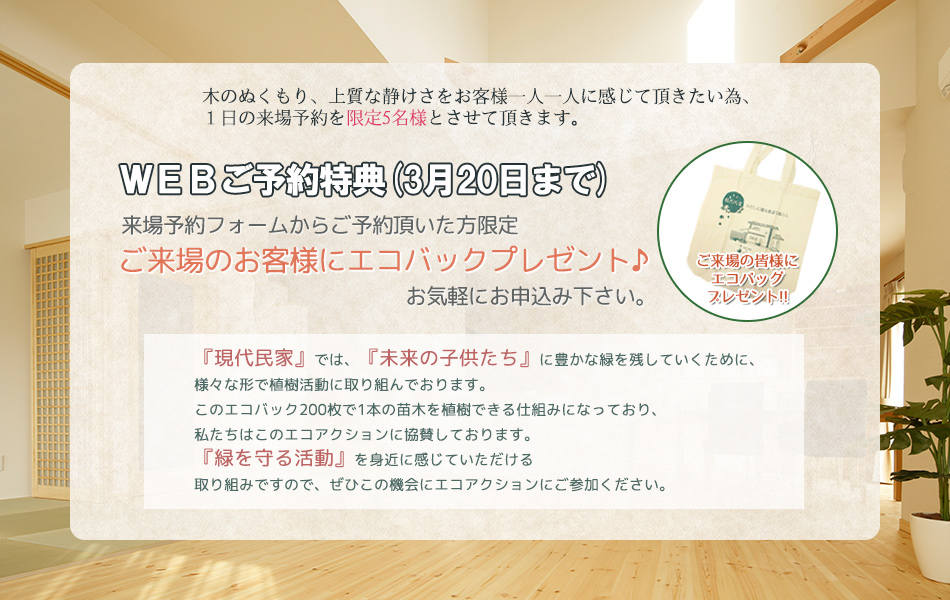 木のぬくもり、上質な静けさをお客様一人一人に感じて頂きたい為、
１日の来場予約を限定5名様とさせて頂きます。
ＷＥＢご予約特典(3月20日まで)
来場予約フォームからご予約頂いた方限定
ご来場のお客様にエコバックプレゼント♪
お気軽にお申込み下さい。
ご来場の皆様に
エコバッグ
プレゼント!!
『現代民家』では、『未来の子供たち』に豊かな緑を残していくために、
様々な形で植樹活動に取り組んでおります。
このエコバック200枚で1本の苗木を植樹できる仕組みになっており、
私たちはこのエコアクションに協賛しております。
『緑を守る活動』を身近に感じていただける
取り組みですので、ぜひこの機会にエコアクションにご参加ください。